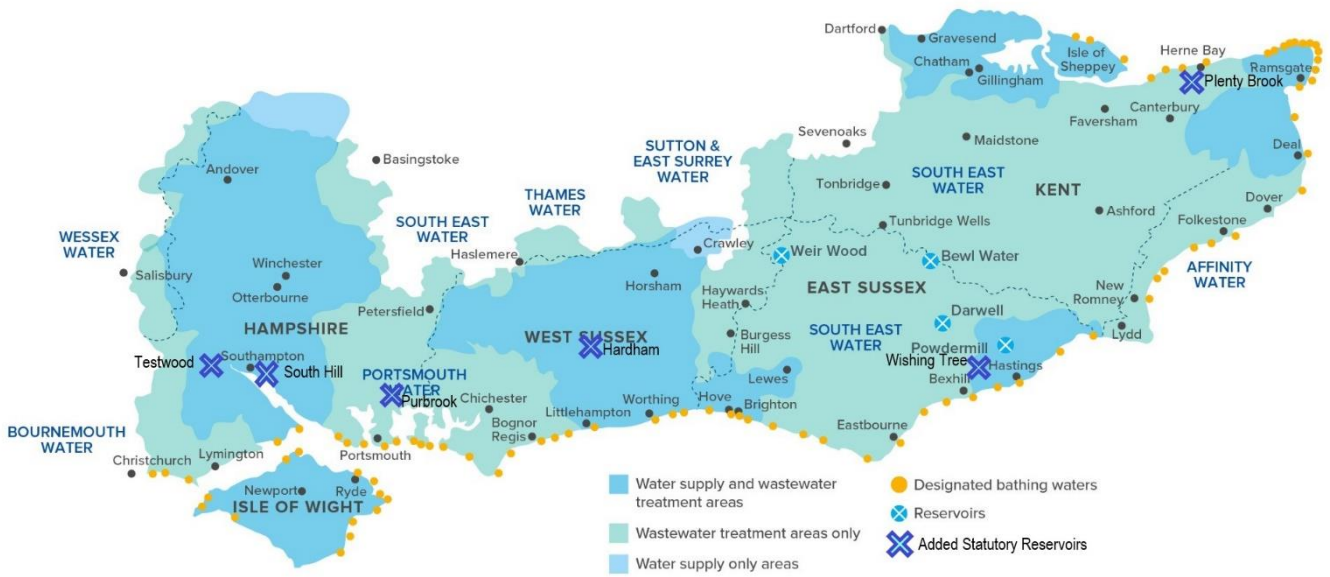 Dartford
Gravesend
Chatham
Gillingham
Isle of
Sheppey
Herne Bay
Ramsgate
Plenty Brook
Canterbury
Faversham
Deal
Sevenoaks
Maidstone
SUTTON &
EAST SURREY
WATER
Basingstoke
Andover
Tonbridge
SOUTH EAST
WATER
KENT
THAMES
WATER
Dover
Ashford
Folkestone
Tunbridge Wells
SOUTH EAST
WATER
WESSEX
WATER
Crawley
Haslemere
Weir Wood
Bewl Water
AFFINITY
WATER
Salisbury
Winchester
Otterbourne
Horsham
Haywards
Heath
EAST SUSSEX
New
Romney
Petersfield
HAMPSHIRE
Darwell
Lydd
WEST SUSSEX
Hardham
Burgess
Hill
SOUTH EAST
WATER
Powdermill
Testwood
Southampton
South Hill
Wishing Tree
Hastings
PORTSMOUTH
WATER
Purbrook
Lewes
Bexhill
Chichester
Worthing
Hove
Brighton
Littlehampton
Bognor
Regis
Eastbourne
BOURNEMOUTH
WATER
Christchurch
Lymington
Portsmouth
Newport
Ryde
ISLE OF WIGHT
Water supply and wastewater
treatment areas
Wastewater treatment areas only
Water supply only areas
Designated bathing waters
Reservoirs
Added Statutory Reservoirs